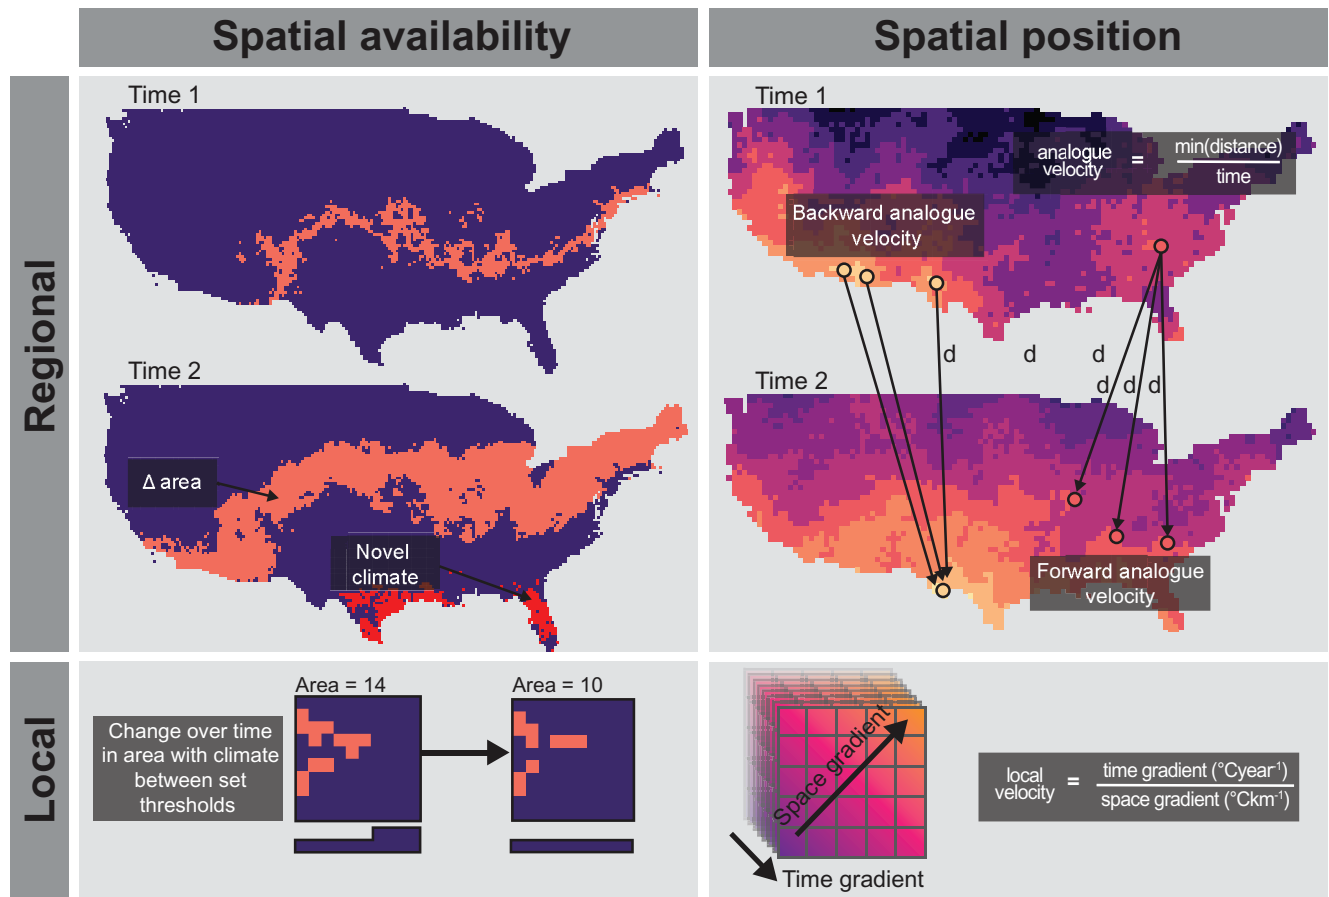 Spatial availability
Spatial position
Regional
Time 1
Time 2
Δ area
Novel
climate
Time 1
analogue
velocity
=
min(distance)
time
Backward analogue
velocity
d
d
d
d
d
d
Time 2
Forward analogue
velocity
Local
Change over time
in area with climate
between set
thresholds
Area = 14
Area = 10
Space gradient
Time gradient
local
velocity
=
time gradient (°Cyear⁻¹)
space gradient (°Ckm⁻¹)